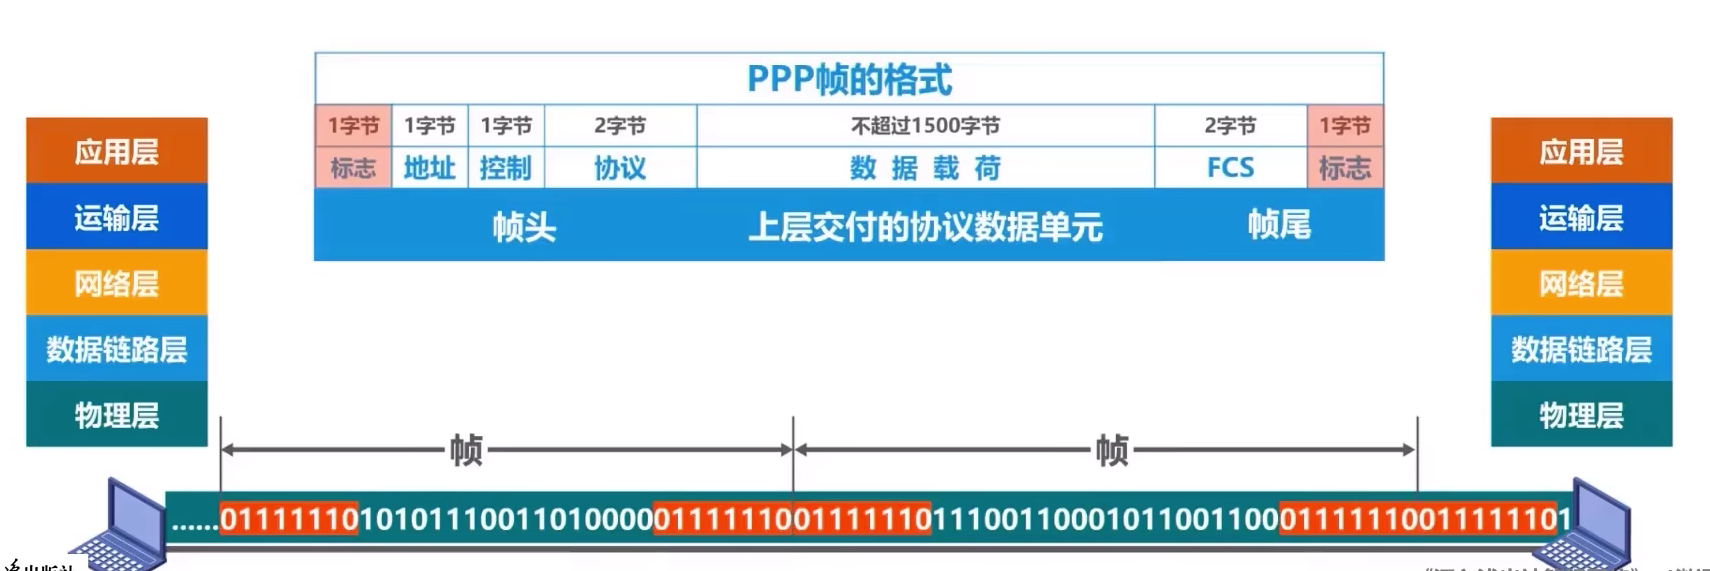 PPP帧的格式
1字节 1字节 1字节 2字节 不超过1500字节 2字节 1字节
标志 地址 控制 协议 数据载荷 FCS 标志
帧头 上层交付的协议数据单元 帧尾
应用层
运输层
网络层
数据链路层
物理层
应用层
运输层
网络层
数据链路层
物理层
帧 帧
......01111110101011100110100000111111001111110111001100010110011000111111001111110​1